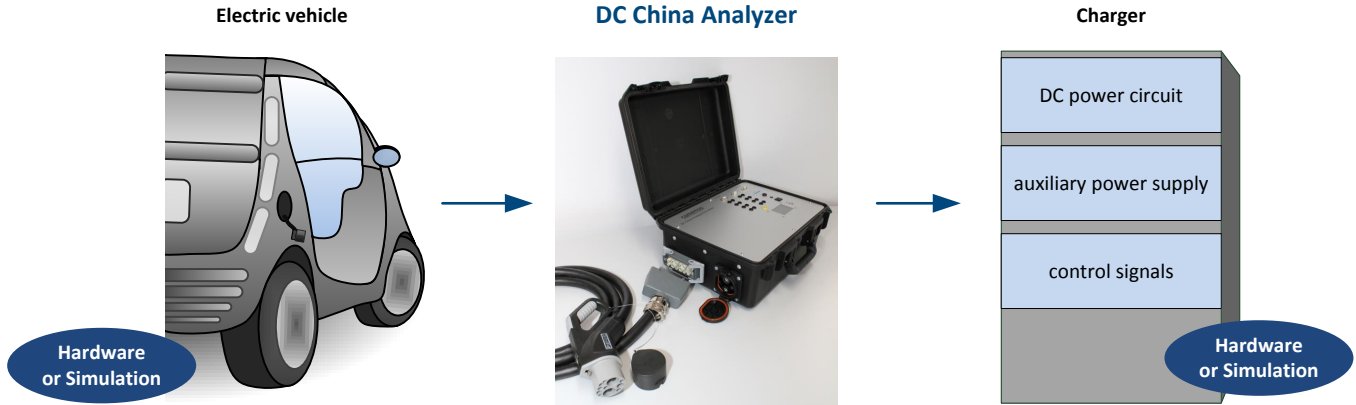 Electric vehicle
DC China Analyzer
Charger
DC power circuit
auxiliary power supply
control signals
Hardware
or Simulation
Hardware
or Simulation